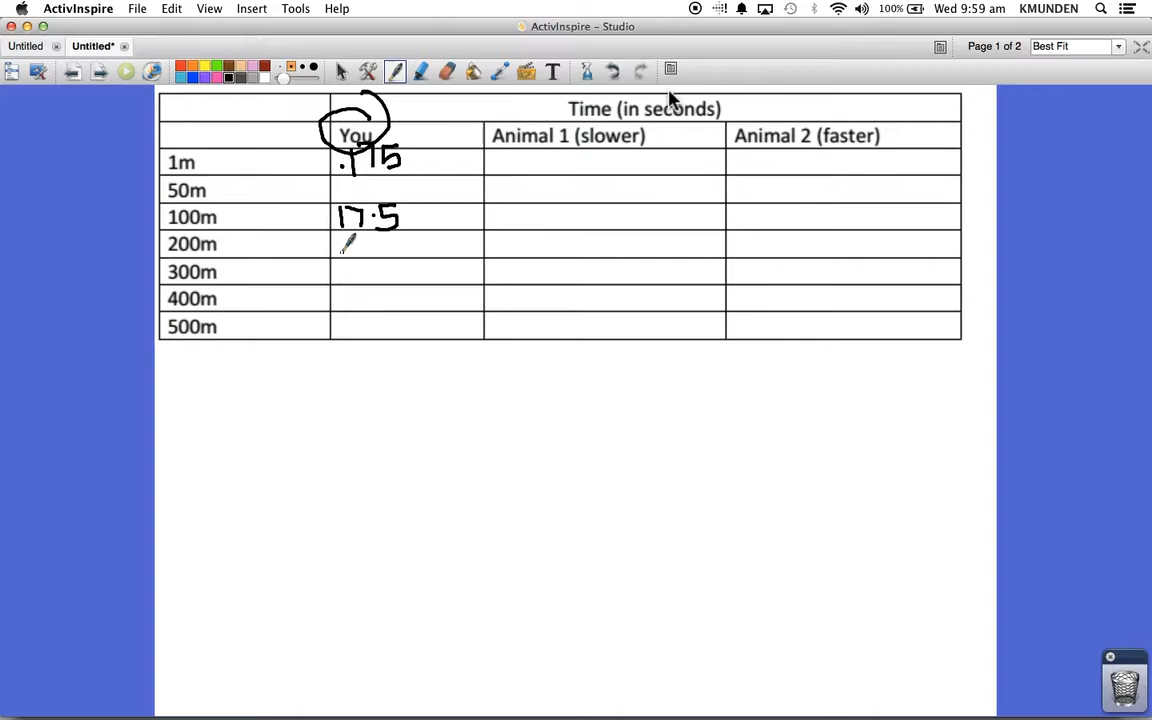 ActivInspire File Edit View Insert Tools Help 100% Wed 9:59 am KMUNDEN
ActivInspire – Studio
Untitled Untitled* Page 1 of 2 Best Fit
Time (in seconds)
You Animal 1 (slower) Animal 2 (faster)
1m .175
50m
100m 17.5
200m
300m
400m
500m